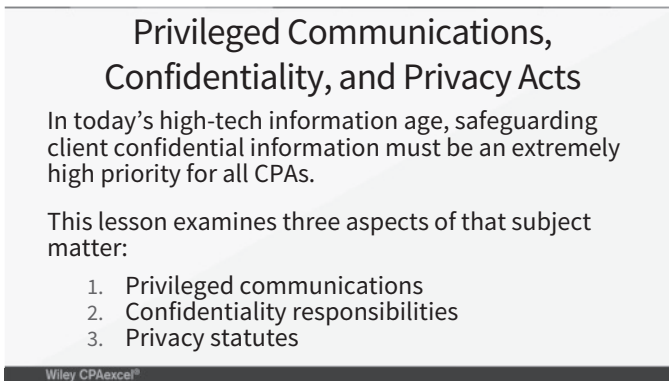 Privileged Communications,
Confidentiality, and Privacy Acts
In today’s high-tech information age, safeguarding
client confidential information must be an extremely
high priority for all CPAs.
This lesson examines three aspects of that subject
matter:
1. Privileged communications
2. Confidentiality responsibilities
3. Privacy statutes
Wiley CPAexcel®